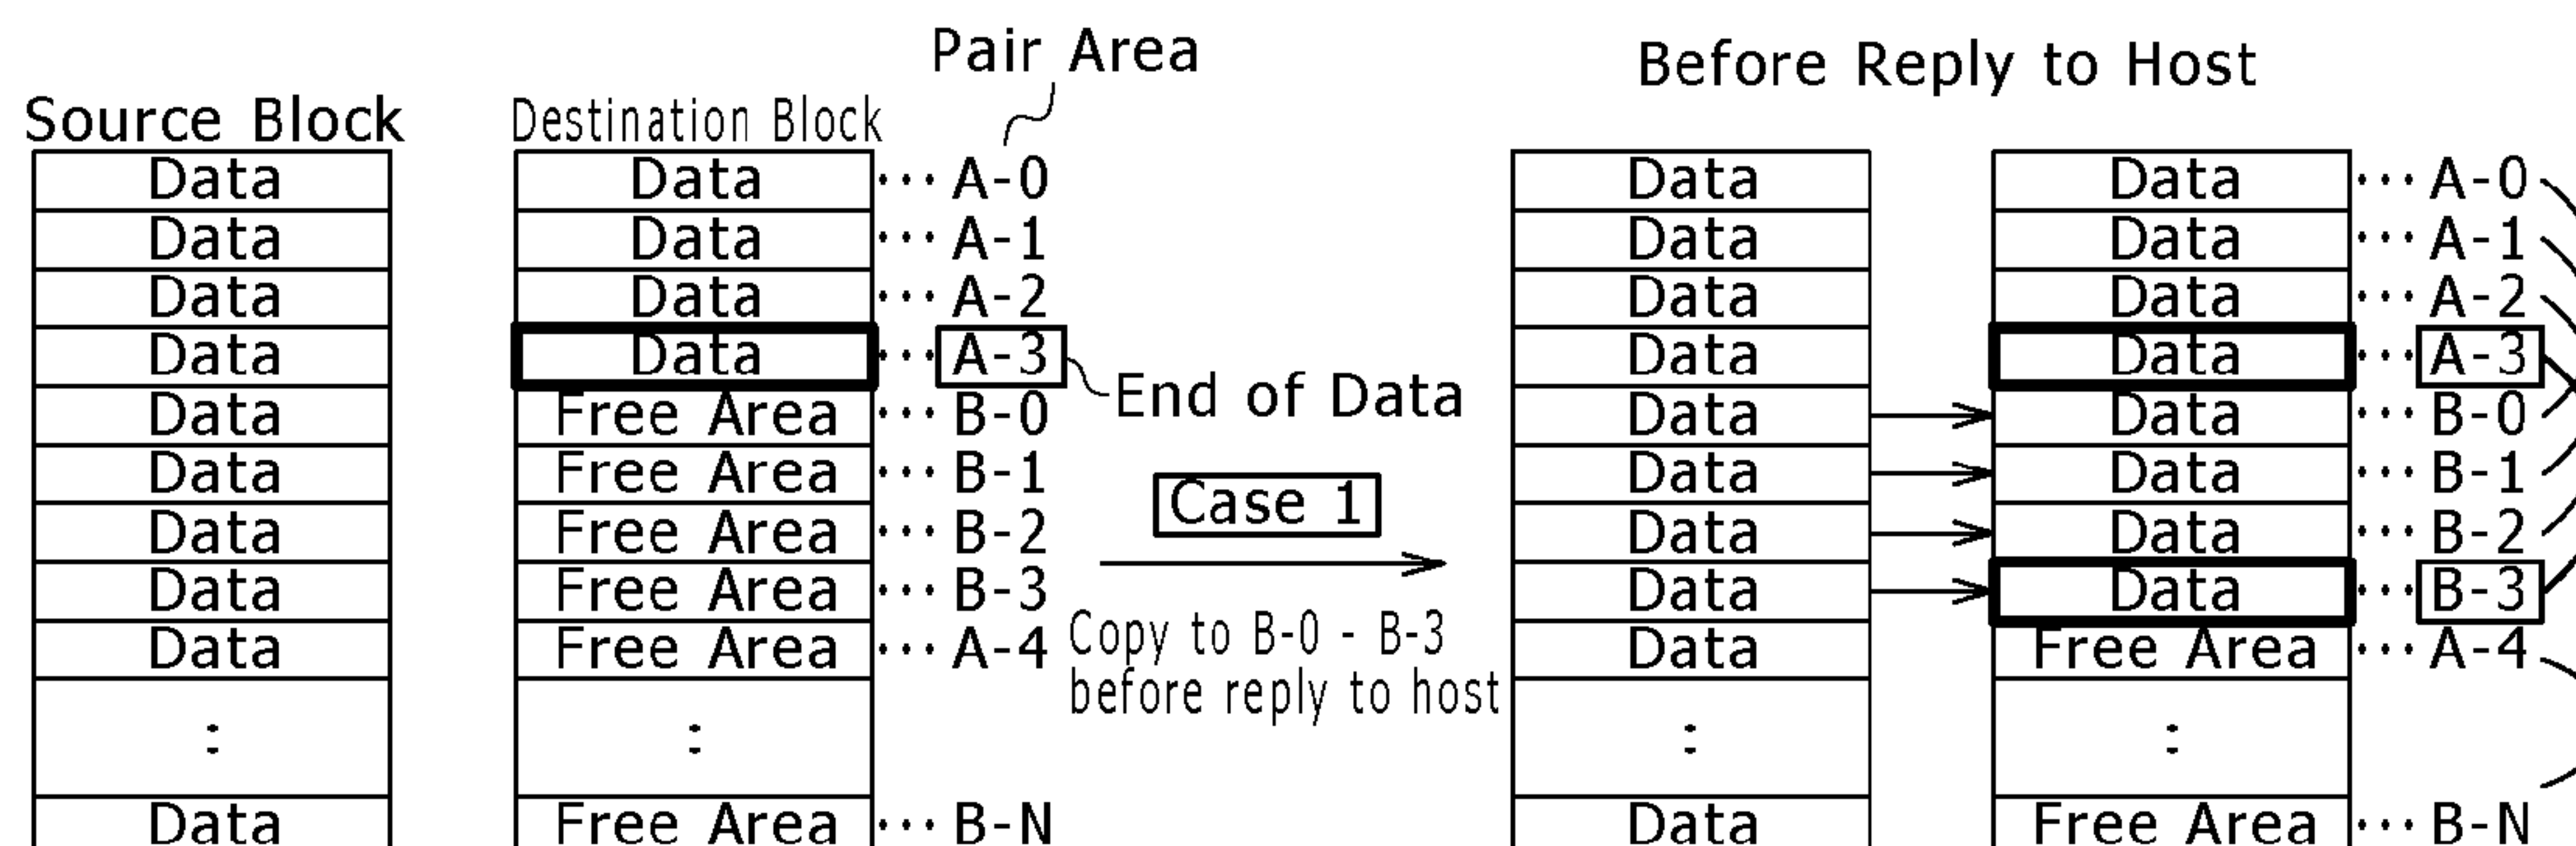 Pair Area
Before Reply to Host
Source Block Destination Block
Data Data ··· A-0 Data Data ··· A-0
Data Data ··· A-1 Data Data ··· A-1
Data Data ··· A-2 Data Data ··· A-2
Data Data ··· A-3 Data Data ··· A-3
End of Data
Data Free Area ··· B-0 Data Data ··· B-0
Data Free Area ··· B-1 Data Data ··· B-1
Case 1
Data Free Area ··· B-2 Data Data ··· B-2
Data Free Area ··· B-3 Data Data ··· B-3
Data Free Area ··· A-4 Data Free Area ··· A-4
Copy to B-0 - B-3
before reply to host
: : : :
Data Free Area ··· B-N Data Free Area ··· B-N